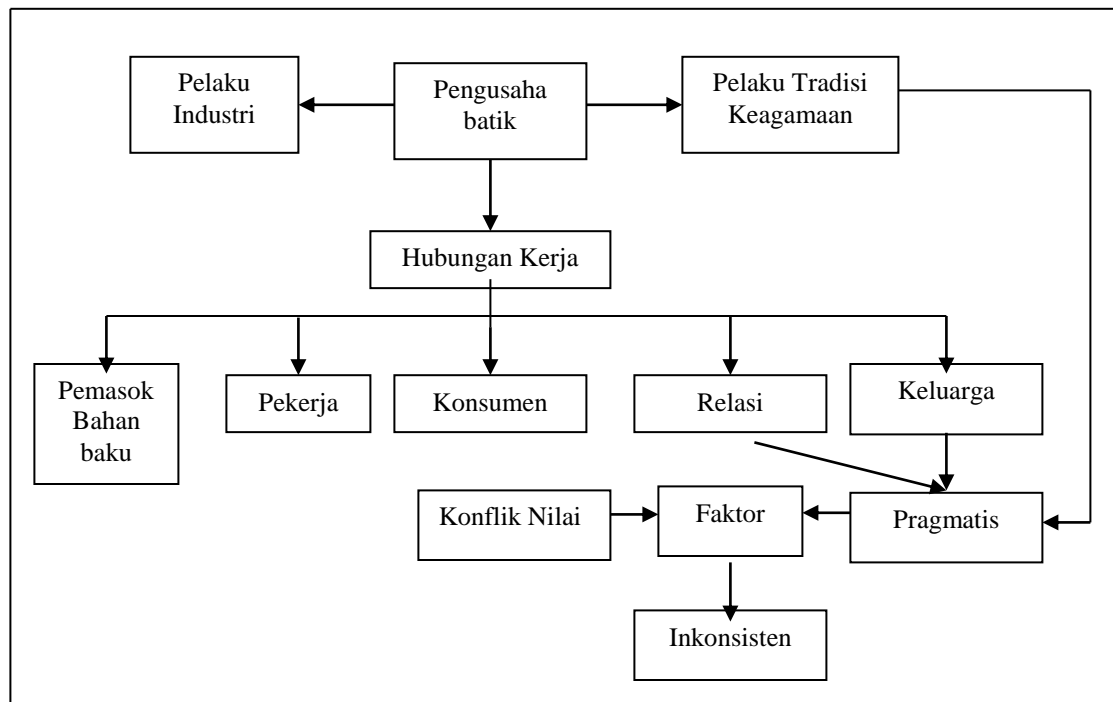 Pelaku
Industri
Pengusaha
batik
Pelaku Tradisi
Keagamaan
Hubungan Kerja
Pemasok
Bahan
baku
Pekerja
Konsumen
Relasi
Keluarga
Konflik Nilai
Faktor
Pragmatis
Inkonsisten